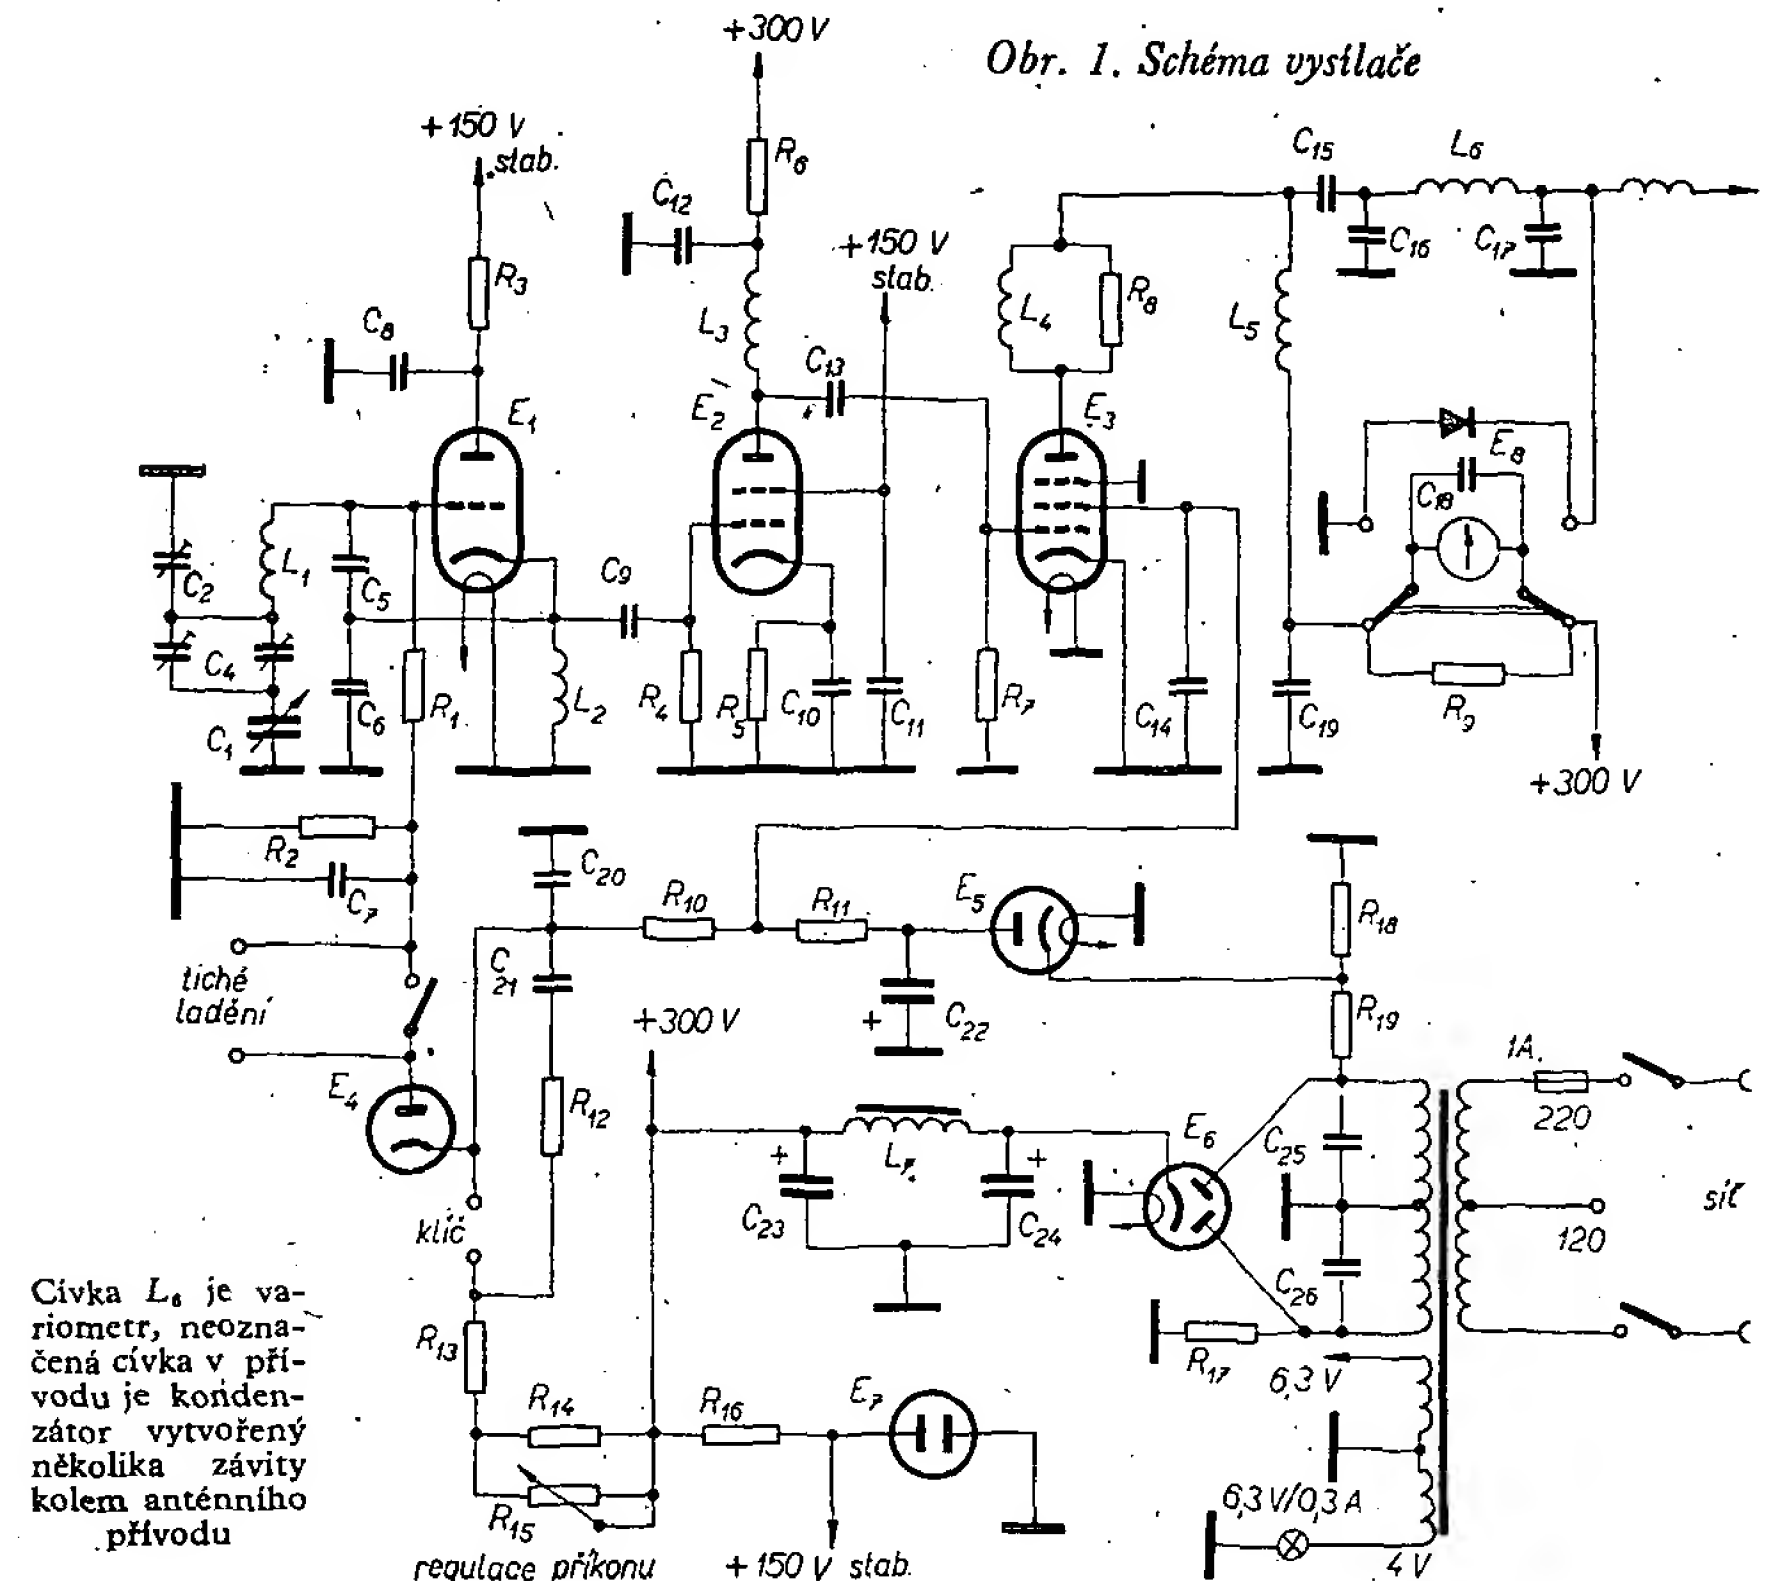 Obr. 1. Schéma vysílače
+300 V
+150 V
stab.
R6
C12
C15
L6
+150 V
stab.
R3
C8
L3
C13
L4
R8
L5
C16
C17
E1
E2
E3
E8
C18
C2
L1
C5
C9
C4
C1
C6
R1
L2
R4
R5
C10
C11
R7
C14
C19
R9
+300 V
R2
C7
C20
R10
R11
E5
R18
tiché
ladění
C21
+300 V
C22
R19
1A
E4
R12
L7
E6
C25
220
klíč
+
C23
+
C24
+
síť
120
C26
R13
R17
6,3 V
R14
R16
E7
R15
6,3 V/0,3 A
4 V
regulace příkonu
+150 V stab.
Cívka L6 je va-
riometr, neozna-
čená cívka v pří-
vodu je konden-
zátor vytvořený
několika závity
kolem anténního
přívodu